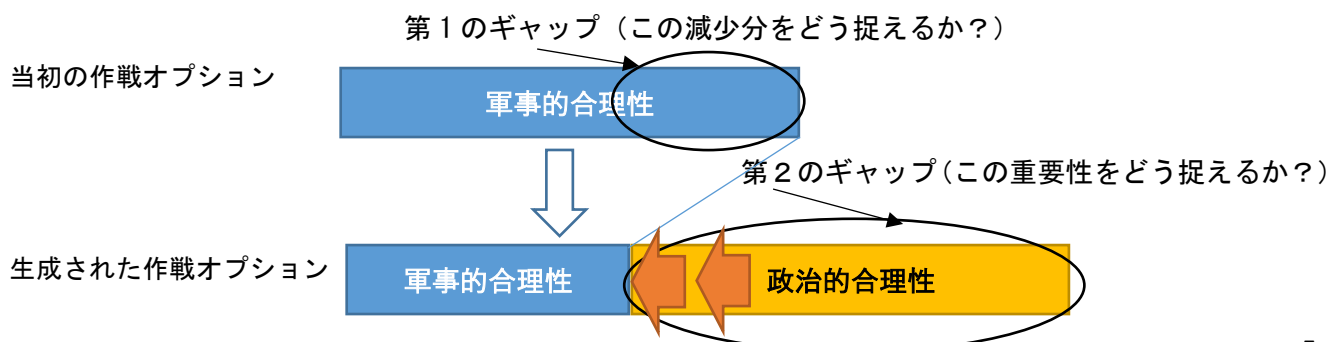 第１のギャップ（この減少分をどう捉えるか？）
当初の作戦オプション
軍事的合理性
第２のギャップ（この重要性をどう捉えるか？）
生成された作戦オプション
軍事的合理性
政治的合理性